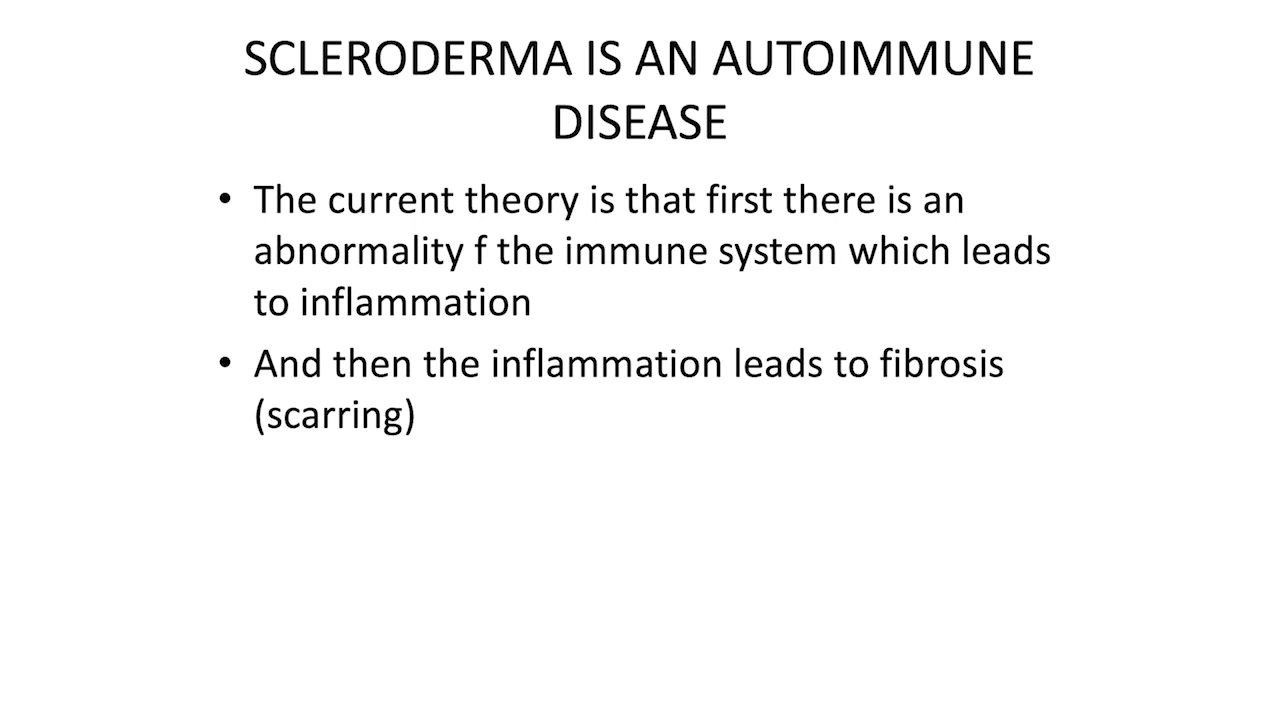 SCLERODERMA IS AN AUTOIMMUNE
DISEASE
• The current theory is that first there is an
abnormality f the immune system which leads
to inflammation
• And then the inflammation leads to fibrosis
(scarring)